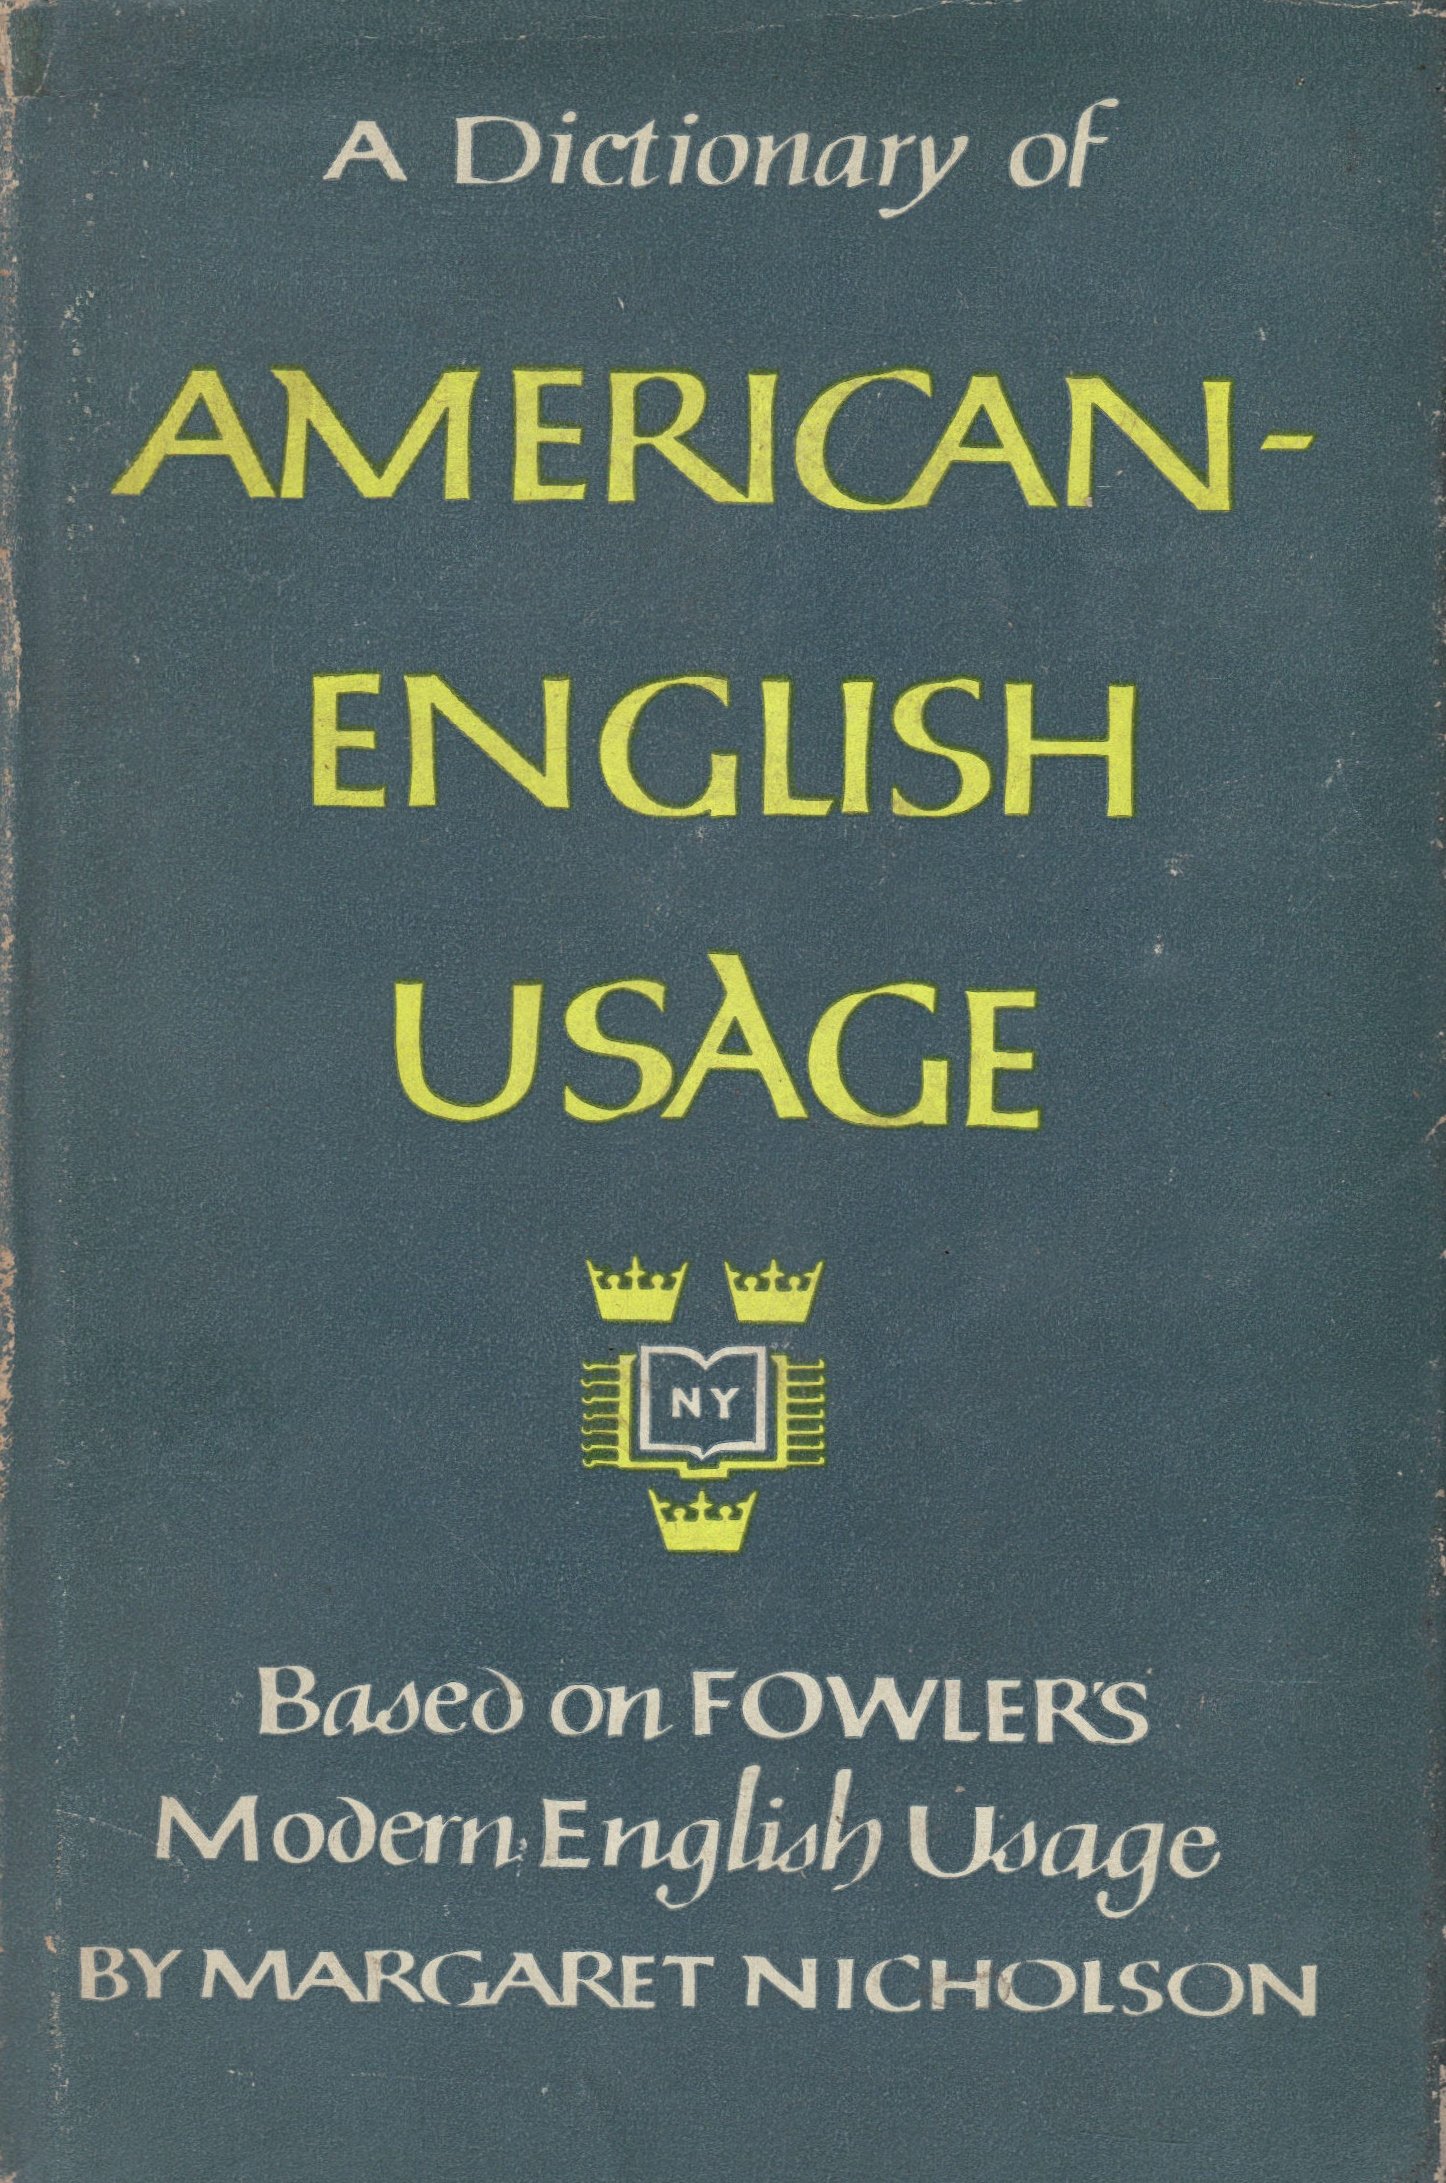 A Dictionary of
AMERICAN-
ENGLISH
USAGE
NY
Based on FOWLER'S
Modern English Usage
BY MARGARET NICHOLSON